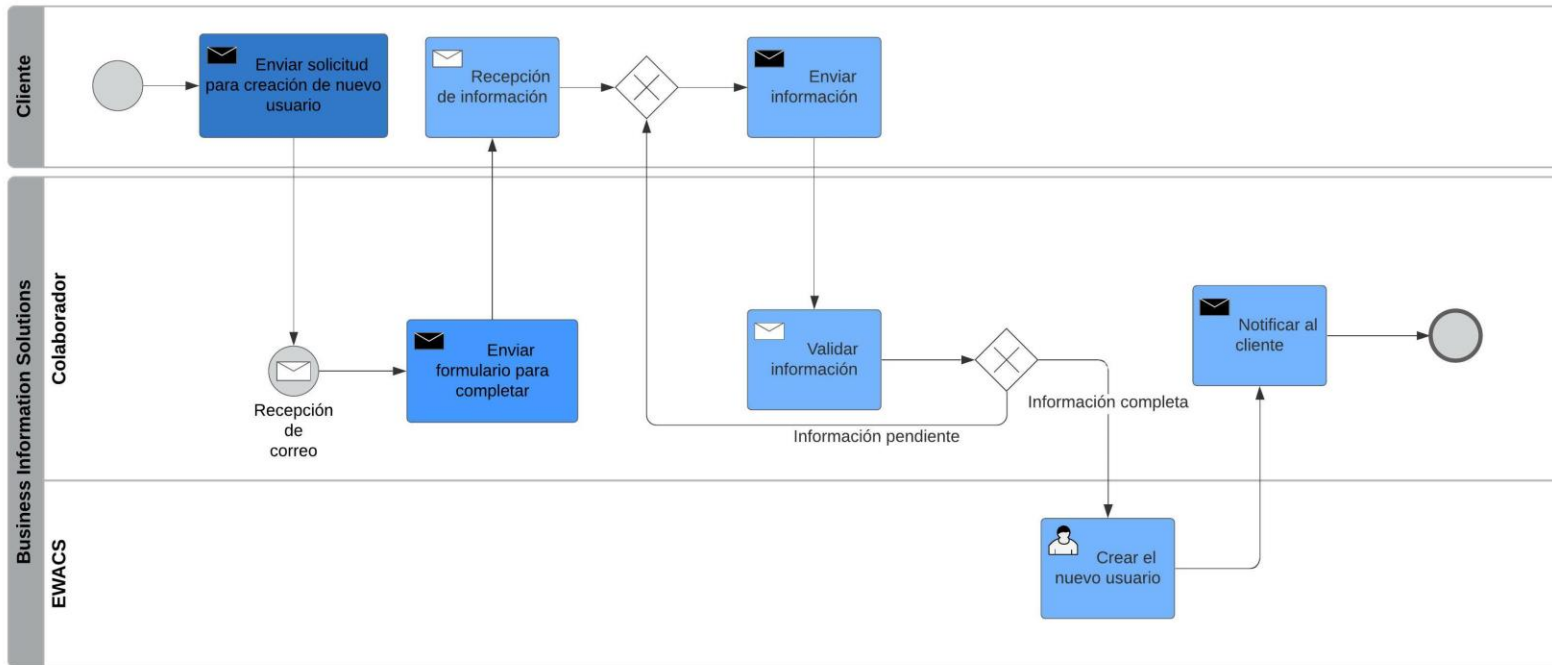 Cliente
Enviar solicitud
para creación de nuevo
usuario
Recepción
de información
Enviar
información
Business Information Solutions
Colaborador
Recepción
de
correo
Enviar
formulario para
completar
Validar
información
Información pendiente
Información completa
Notificar al
cliente
EWACS
Crear el
nuevo usuario